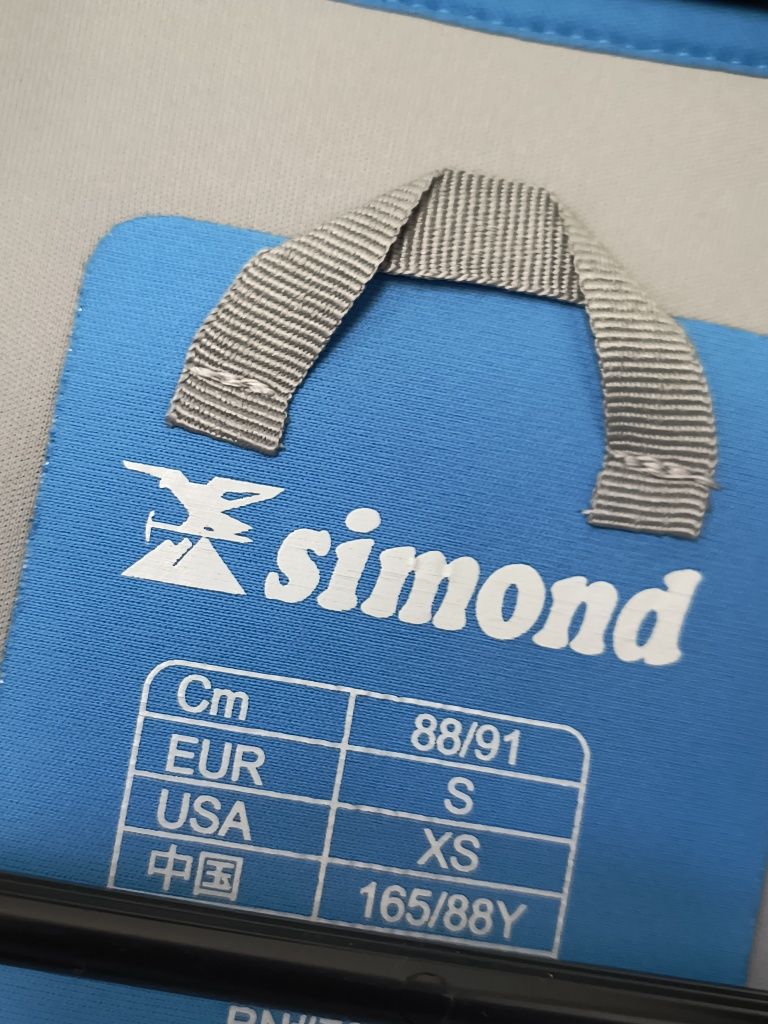 simond
Cm 88/91
EUR S
USA XS
中国 165/88Y